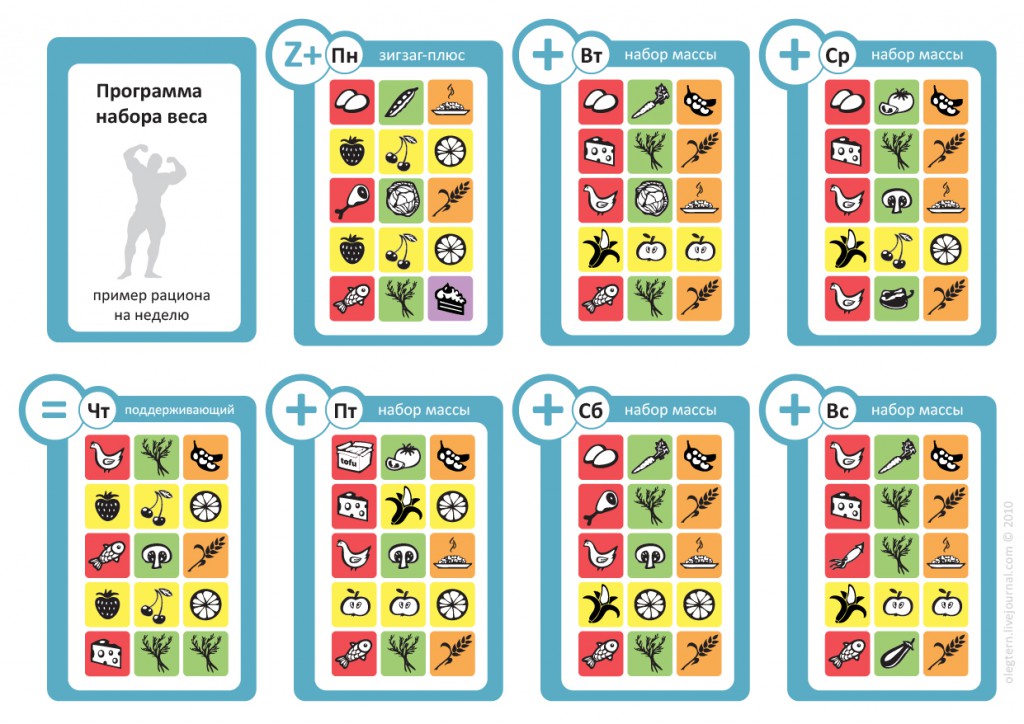 Программа
набора веса
пример рациона
на неделю
Z+ Пн зигзаг-плюс
+ Вт набор массы
+ Ср набор массы
= Чт поддерживающий
+ Пт набор массы
tofu
+ Сб набор массы
+ Вс набор массы
olegtern.livejournal.com © 2010